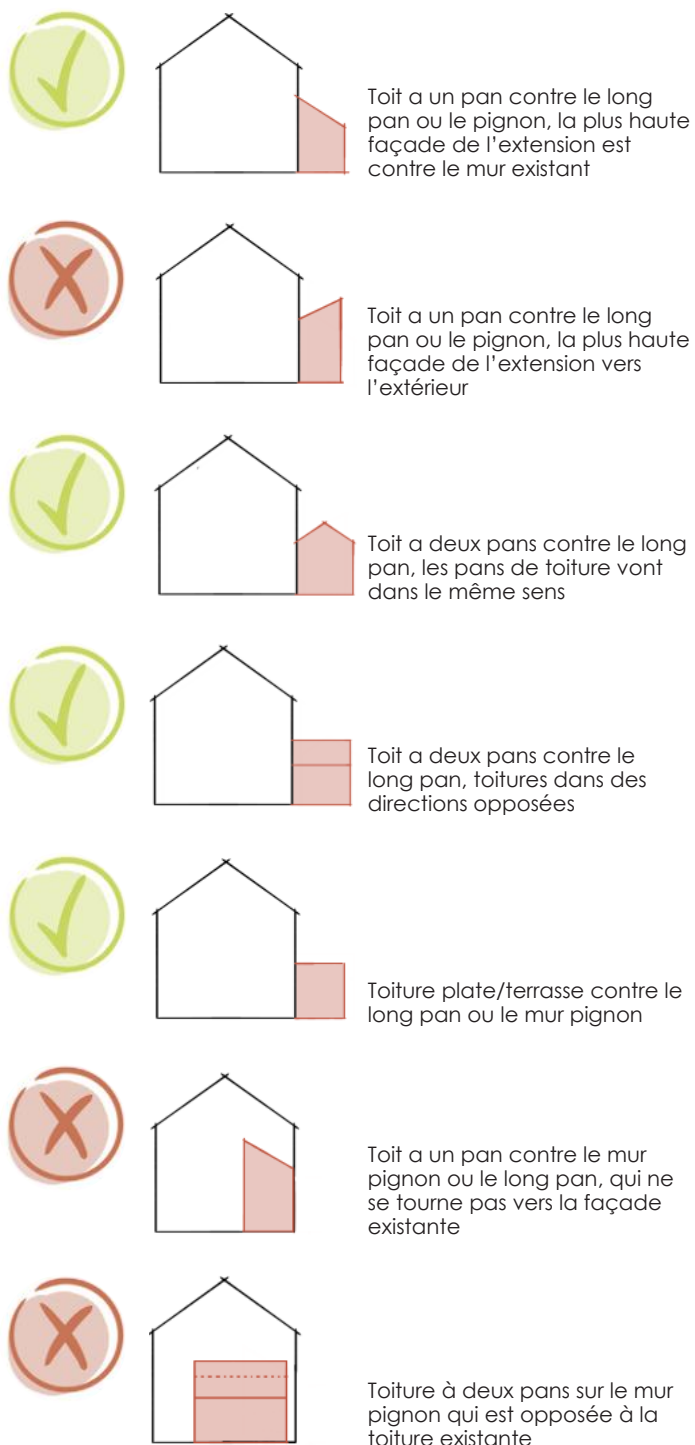 Toit a un pan contre le long
pan ou le pignon, la plus haute
façade de l'extension est
contre le mur existant
Toit a un pan contre le long
pan ou le pignon, la plus haute
façade de l'extension vers
l'extérieur
Toit a deux pans contre le long
pan, les pans de toiture vont
dans le même sens
Toit a deux pans contre le
long pan, toitures dans des
directions opposées
Toiture plate/terrasse contre le
long pan ou le mur pignon
Toit a un pan contre le mur
pignon ou le long pan, qui ne
se tourne pas vers la façade
existante
Toiture à deux pans sur le mur
pignon qui est opposée à la
toiture existante